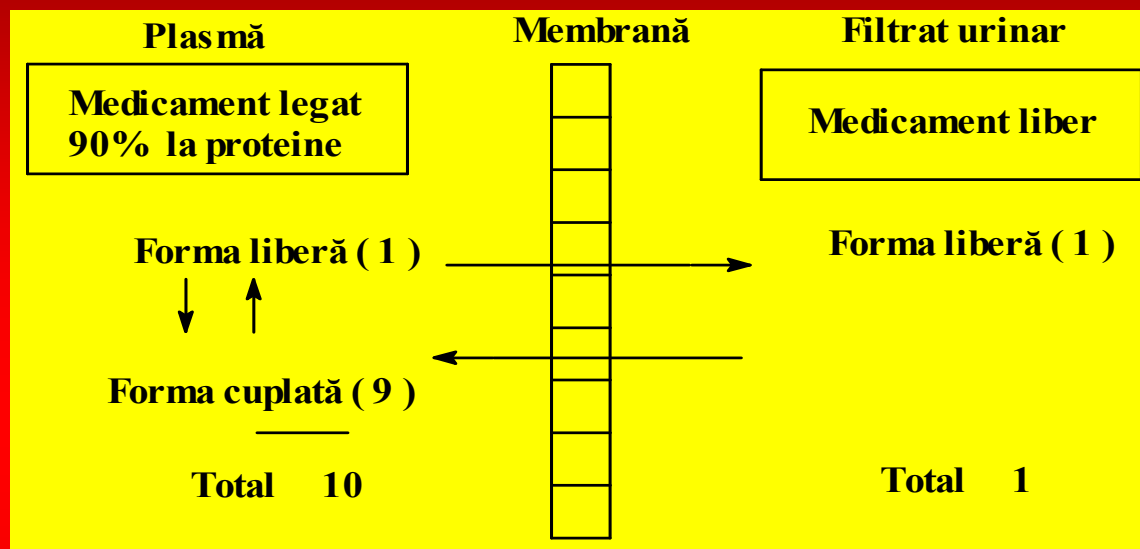 Plasmă
Membrană
Filtrat urinar
Medicament legat
90% la proteine
Medicament liber
Forma liberă ( 1 )
Forma liberă ( 1 )
Forma cuplată ( 9 )
Total 10
Total 1